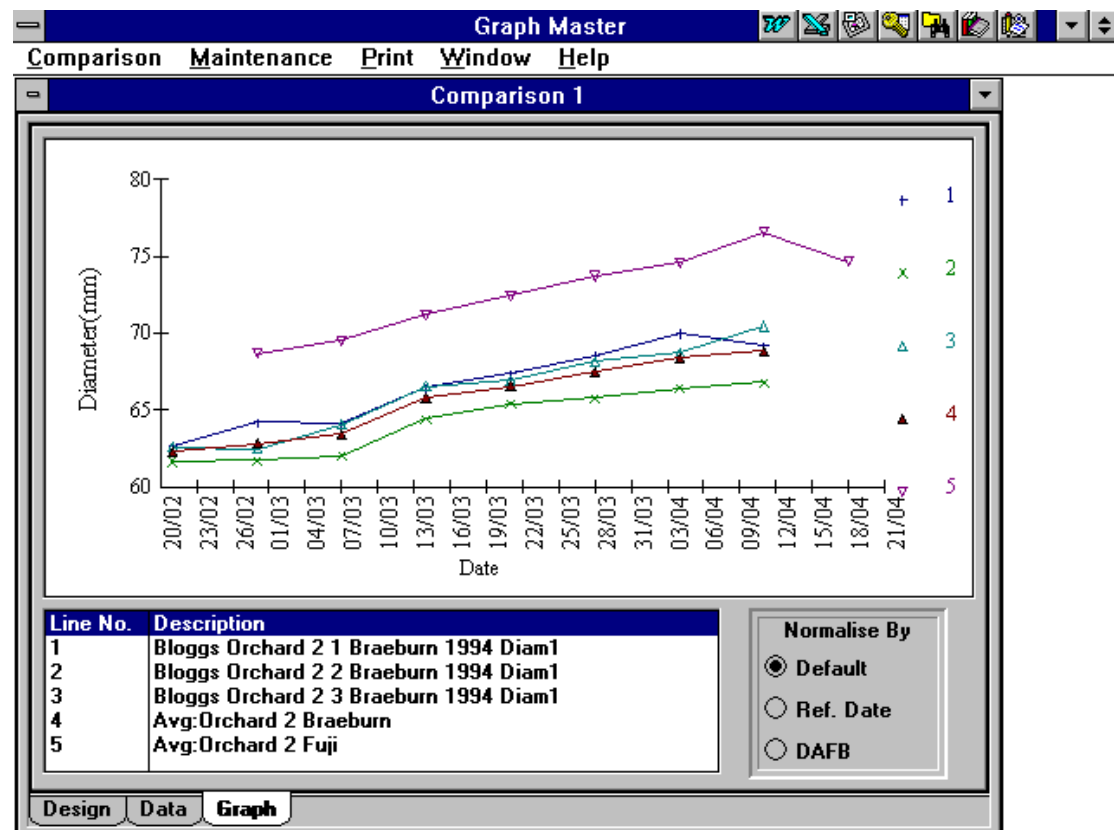 Graph Master
Comparison Maintenance Print Window Help
Comparison 1
80
75
70
65
60
Diameter(mm)
20/02 23/02 26/02 01/03 04/03 07/03 10/03 13/03 16/03 19/03 22/03 25/03 28/03 31/03 03/04 06/04 09/04 12/04 15/04 18/04 21/04
Date
1
2
3
4
5
Line No. Description
1 Bloggs Orchard 2 1 Braeburn 1994 Diam1
2 Bloggs Orchard 2 2 Braeburn 1994 Diam1
3 Bloggs Orchard 2 3 Braeburn 1994 Diam1
4 Avg:Orchard 2 Braeburn
5 Avg:Orchard 2 Fuji
Normalise By
Default
Ref. Date
DAFB
Design Data Graph